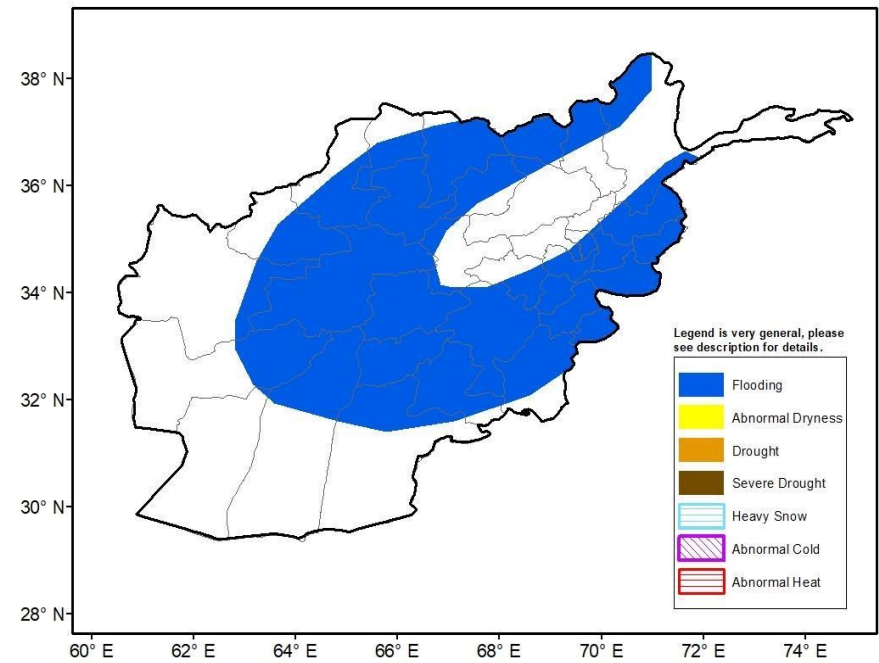 38° N
36° N
34° N
32° N
30° N
28° N
60° E 62° E 64° E 66° E 68° E 70° E 72° E 74° E
Legend is very general, please
see description for details.
Flooding
Abnormal Dryness
Drought
Severe Drought
Heavy Snow
Abnormal Cold
Abnormal Heat